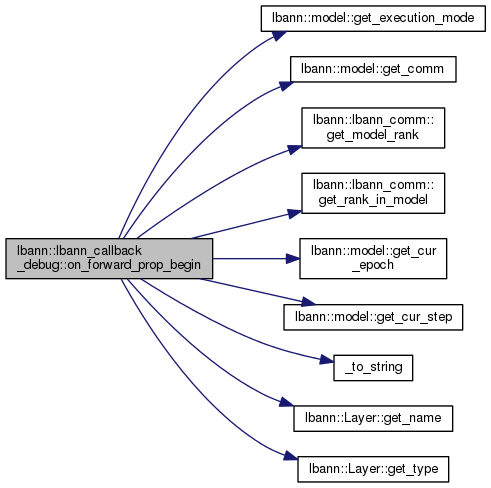 lbann::model::get_execution_mode
lbann::model::get_comm
lbann::lbann_comm::
get_model_rank
lbann::lbann_comm::
get_rank_in_model
lbann::lbann_callback
_debug::on_forward_prop_begin
lbann::model::get_cur
_epoch
lbann::model::get_cur_step
_to_string
lbann::Layer::get_name
lbann::Layer::get_type